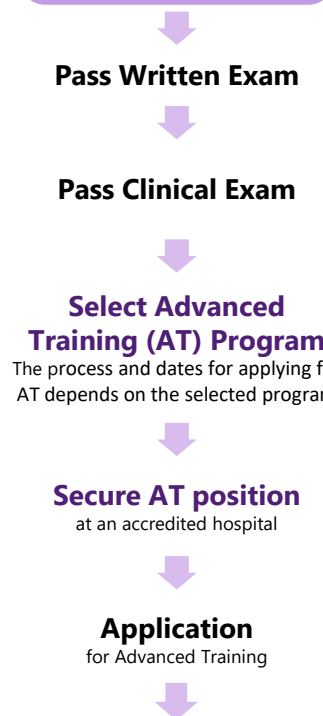 Pass Written Exam
Pass Clinical Exam
Select Advanced
Training (AT) Program
The process and dates for applying f
AT depends on the selected progra
Secure AT position
at an accredited hospital
Application
for Advanced Training